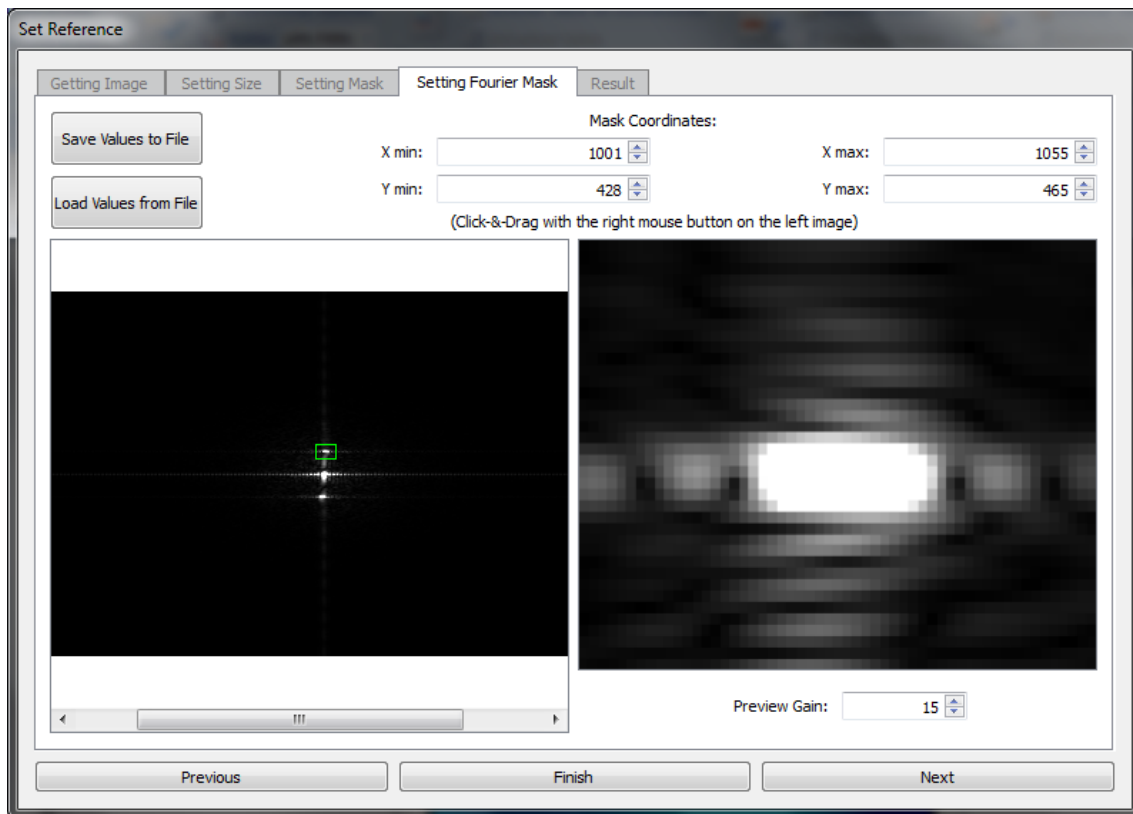 Set Reference
Getting Image Setting Size Setting Mask Setting Fourier Mask Result
Save Values to File
Mask Coordinates:
X min: 1001 X max: 1055
Load Values from File
Y min: 428 Y max: 465
(Click-&-Drag with the right mouse button on the left image)
Preview Gain: 15
Previous Finish Next